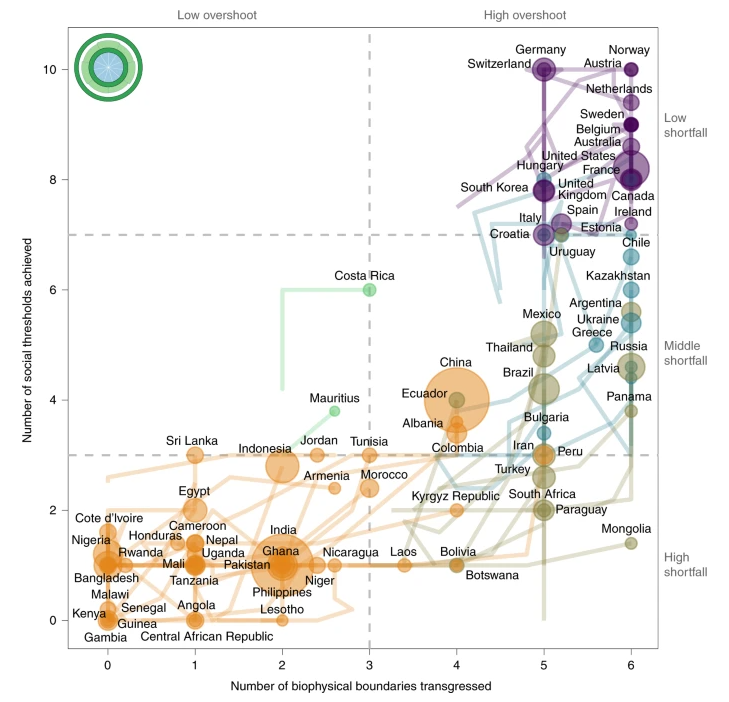 Low overshoot
High overshoot
Germany
Norway
Switzerland
Austria
10
Netherlands
Sweden
Low
shortfall
Belgium
Australia
United States
Hungary
France
8
South Korea
United
Kingdom
Canada
Spain
Ireland
Italy
Croatia
Estonia
Uruguay
Chile
Costa Rica
Kazakhstan
6
Argentina
Mexico
Ukraine
Greece
Thailand
Russia
Middle
shortfall
China
Brazil
Latvia
Mauritius
Ecuador
Panama
4
Albania
Bulgaria
Sri Lanka
Indonesia
Jordan
Tunisia
Colombia
Iran
Peru
Armenia
Morocco
Turkey
Egypt
Kyrgyz Republic
South Africa
2
Paraguay
Cote d'Ivoire
Cameroon
India
Mongolia
Honduras
Nigeria
Nepal
Rwanda
Uganda
Ghana
Nicaragua
Laos
Bolivia
High
shortfall
Mali
Pakistan
Bangladesh
Tanzania
Niger
Botswana
Malawi
Philippines
Senegal
Angola
Lesotho
Kenya
0
Guinea
Gambia
Central African Republic
0
1
2
3
4
5
6
Number of biophysical boundaries transgressed
Number of social thresholds achieved